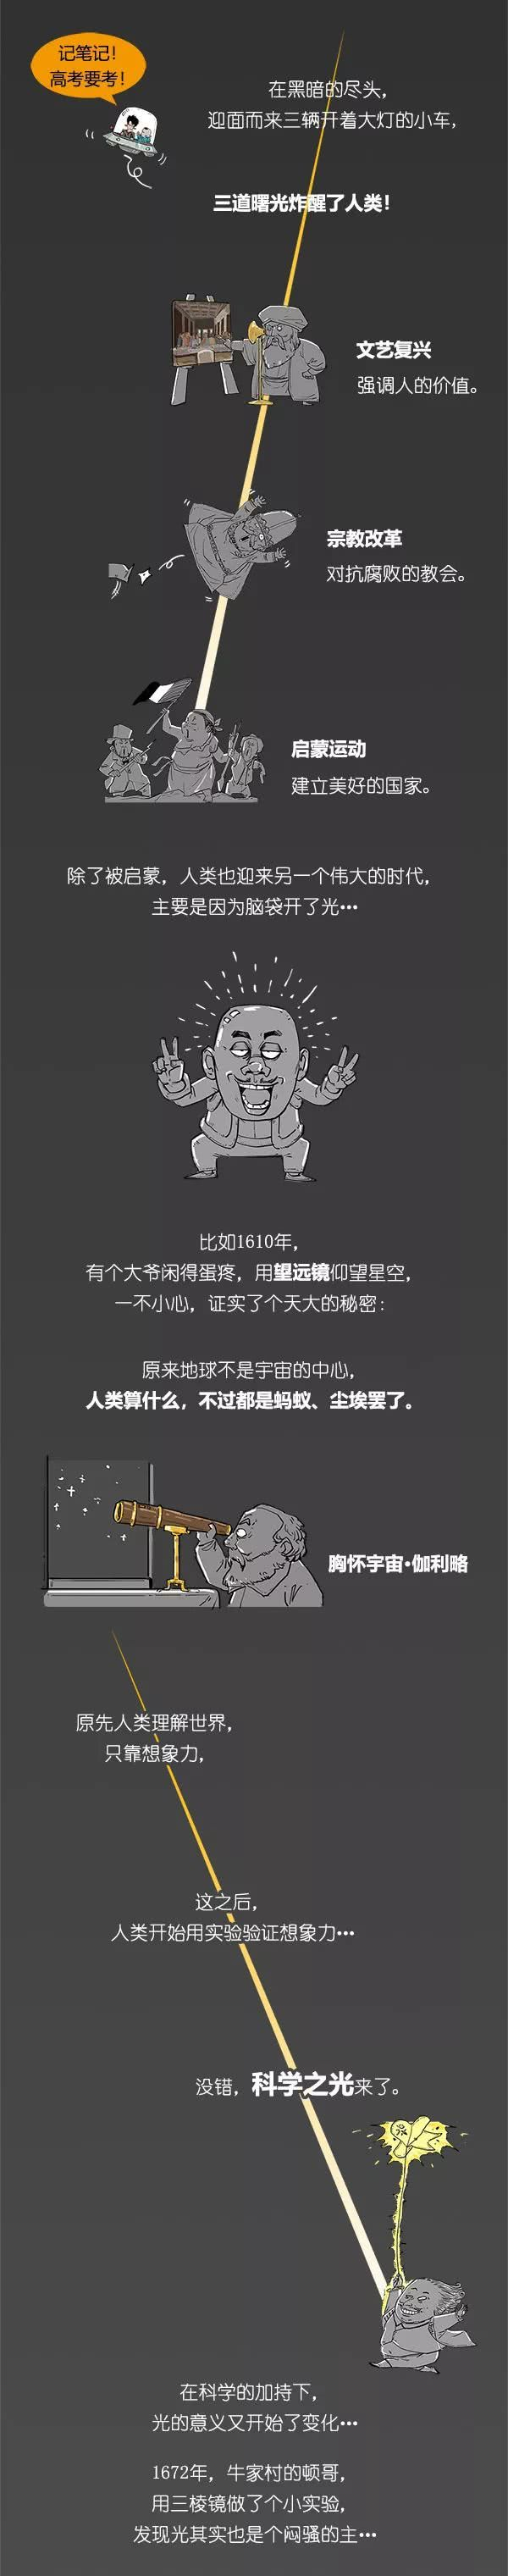 记笔记！
高考要考！
在黑暗的尽头，
迎面而来三辆开着大灯的小车，
三道曙光炸醒了人类！
文艺复兴
强调人的价值。
宗教改革
对抗腐败的教会。
启蒙运动
建立美好的国家。
除了被启蒙，人类也迎来另一个伟大的时代，
主要是因为脑袋开了光…
比如1610年，
有个大爷闲得蛋疼，用望远镜仰望星空，
一不小心，证实了个天大的秘密：
原来地球不是宇宙的中心，
人类算什么，不过都是蚂蚁、尘埃罢了。
胸怀宇宙·伽利略
原先人类理解世界，
只靠想象力，
这之后，
人类开始用实验验证想象力…
没错，科学之光来了。
在科学的加持下，
光的意义又开始了变化…
1672年，牛家村的顿哥，
用三棱镜做了个小实验，
发现光其实也是个闷骚的主…